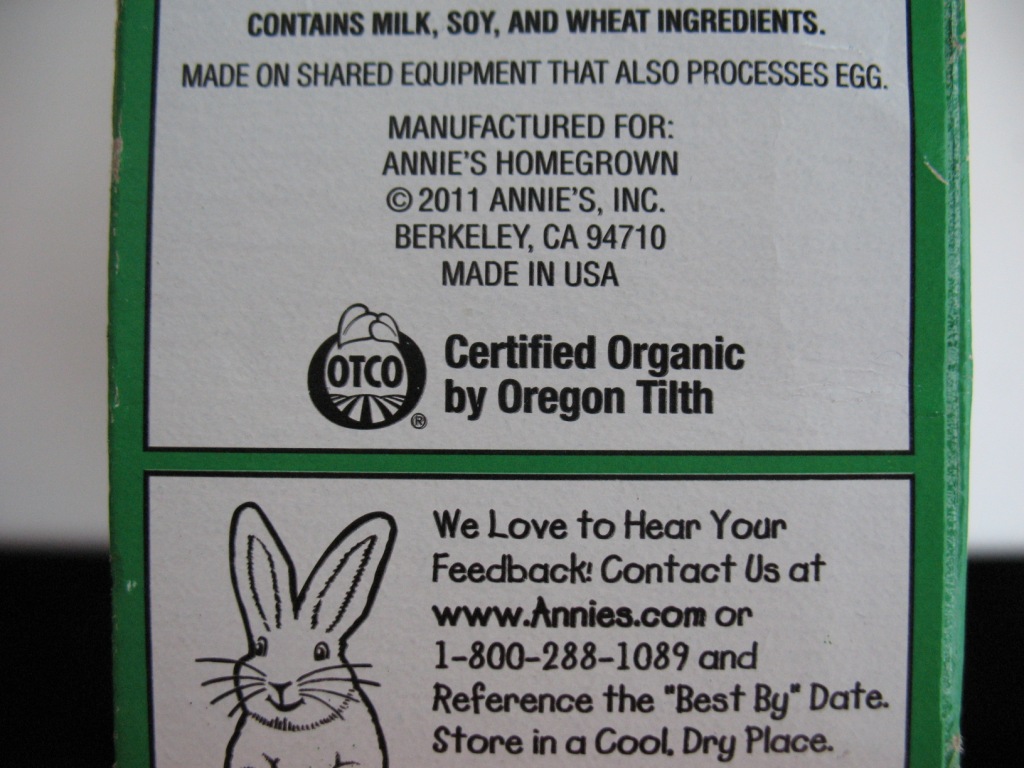 CONTAINS MILK, SOY, AND WHEAT INGREDIENTS.
MADE ON SHARED EQUIPMENT THAT ALSO PROCESSES EGG.
MANUFACTURED FOR:
ANNIE'S HOMEGROWN
© 2011 ANNIE'S, INC.
BERKELEY, CA 94710
MADE IN USA
OTCO ®
Certified Organic
by Oregon Tilth
We Love to Hear Your
Feedback! Contact Us at
www.Annies.com or
1-800-288-1089 and
Reference the "Best By" Date.
Store in a Cool, Dry Place.